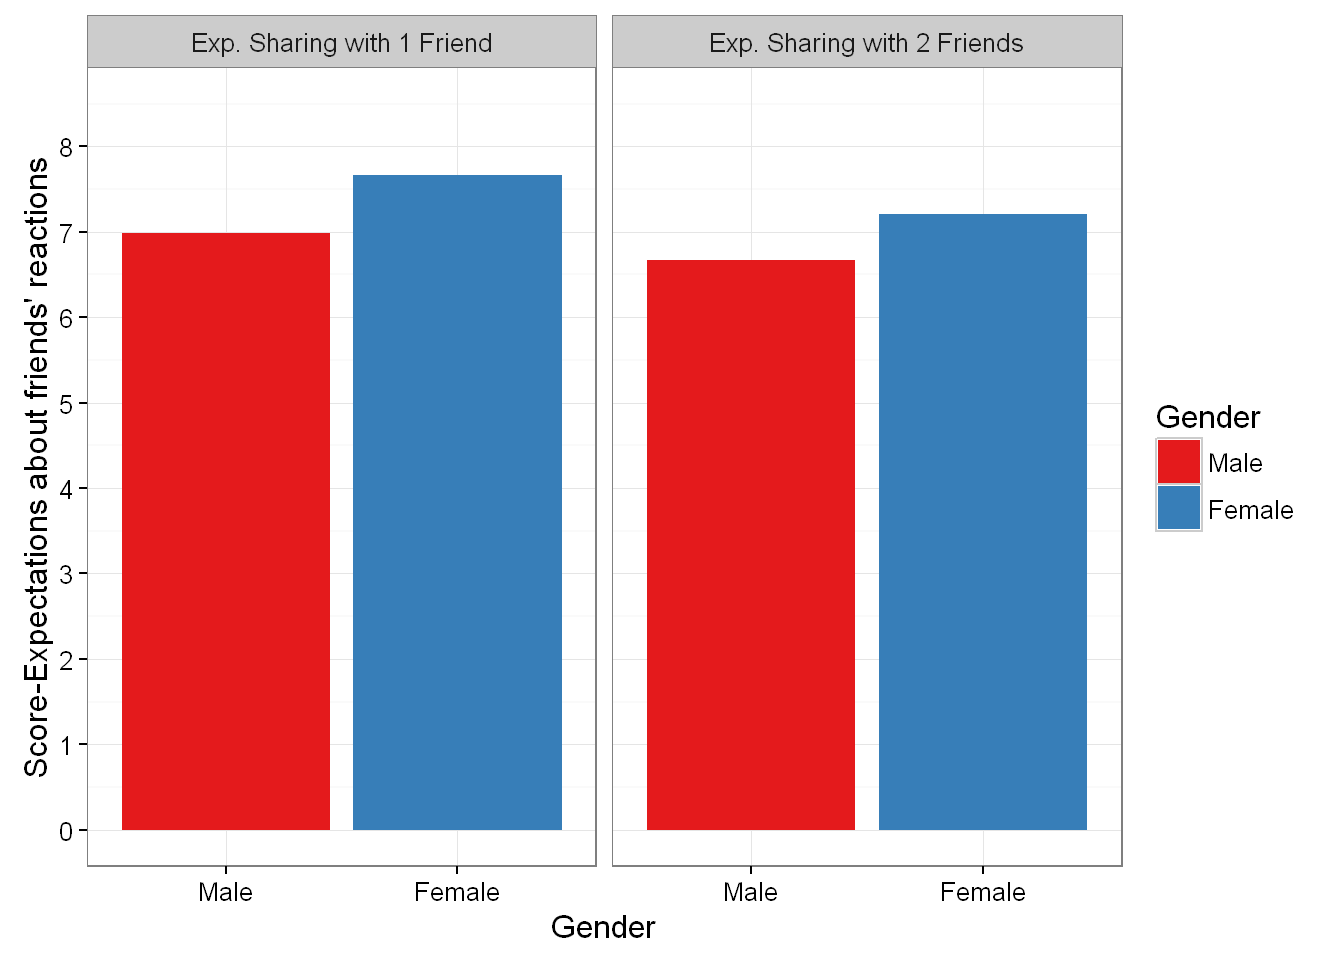 Exp. Sharing with 1 Friend
Exp. Sharing with 2 Friends
Score-Expectations about friends' reactions
8
7
6
5
4
3
2
1
0
Male
Female
Male
Female
Gender
Gender
Male
Female